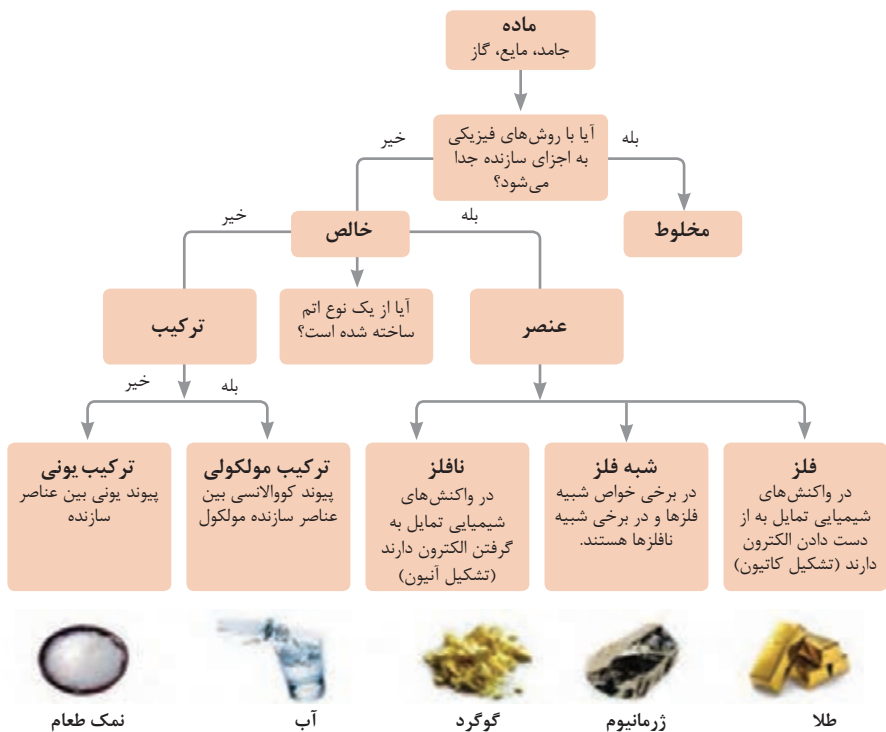 ماده
جامد، مایع، گاز
آیا با روش‌های فیزیکی
به اجزای سازنده جدا
می‌شود؟
بله
خیر
مخلوط
خالص
بله
خیر
آیا از یک نوع اتم
ساخته شده است؟
عنصر
ترکیب
بله
خیر
فلز
در واکنش‌های
شیمیایی تمایل به از
دست دادن الکترون
دارند (تشکیل کاتیون)
شبه فلز
در برخی خواص شبیه
فلزها و در برخی شبیه
نافلزها هستند.
نافلز
در واکنش‌های
شیمیایی تمایل به
گرفتن الکترون دارند
(تشکیل آنیون)
ترکیب مولکولی
پیوند کووالانسی بین
عناصر سازنده مولکول
ترکیب یونی
پیوند یونی بین عناصر
سازنده
طلا
ژرمانیوم
گوگرد
آب
نمک طعام